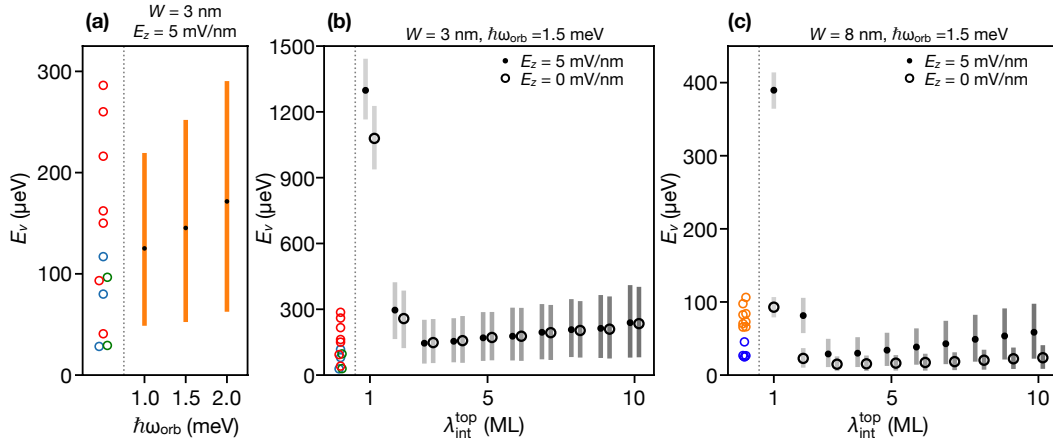 (a)
W = 3 nm
E_z = 5 mV/nm
300
200
100
0
E_v (μeV)
1.0 1.5 2.0
ħω_orb (meV)
(b)
W = 3 nm, ħω_orb =1.5 meV
E_z = 5 mV/nm
E_z = 0 mV/nm
1500
1200
900
600
300
0
E_v (μeV)
1 5 10
λ_int^top (ML)
(c)
W = 8 nm, ħω_orb =1.5 meV
E_z = 5 mV/nm
E_z = 0 mV/nm
400
300
200
100
0
E_v (μeV)
1 5 10
λ_int^top (ML)